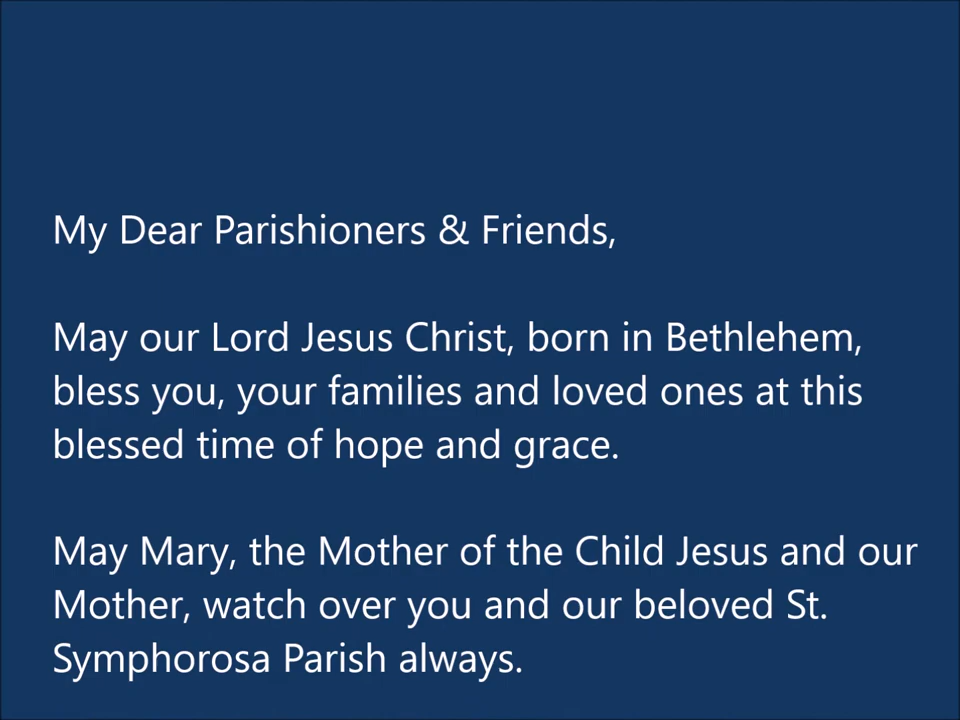 My Dear Parishioners & Friends,
May our Lord Jesus Christ, born in Bethlehem,
bless you, your families and loved ones at this
blessed time of hope and grace.
May Mary, the Mother of the Child Jesus and our
Mother, watch over you and our beloved St.
Symphorosa Parish always.